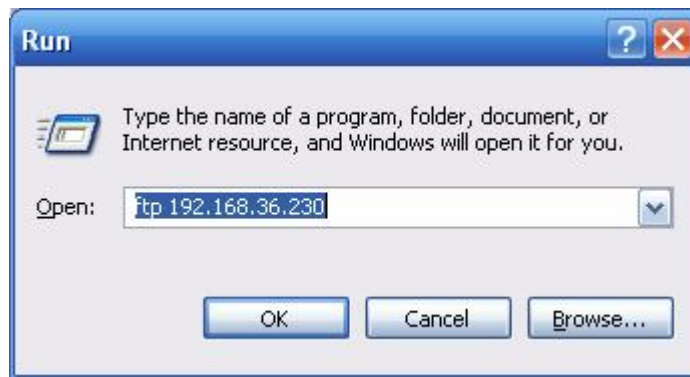 Run
Type the name of a program, folder, document, or
Internet resource, and Windows will open it for you.
Open: ftp 192.168.36.230
OK Cancel Browse...